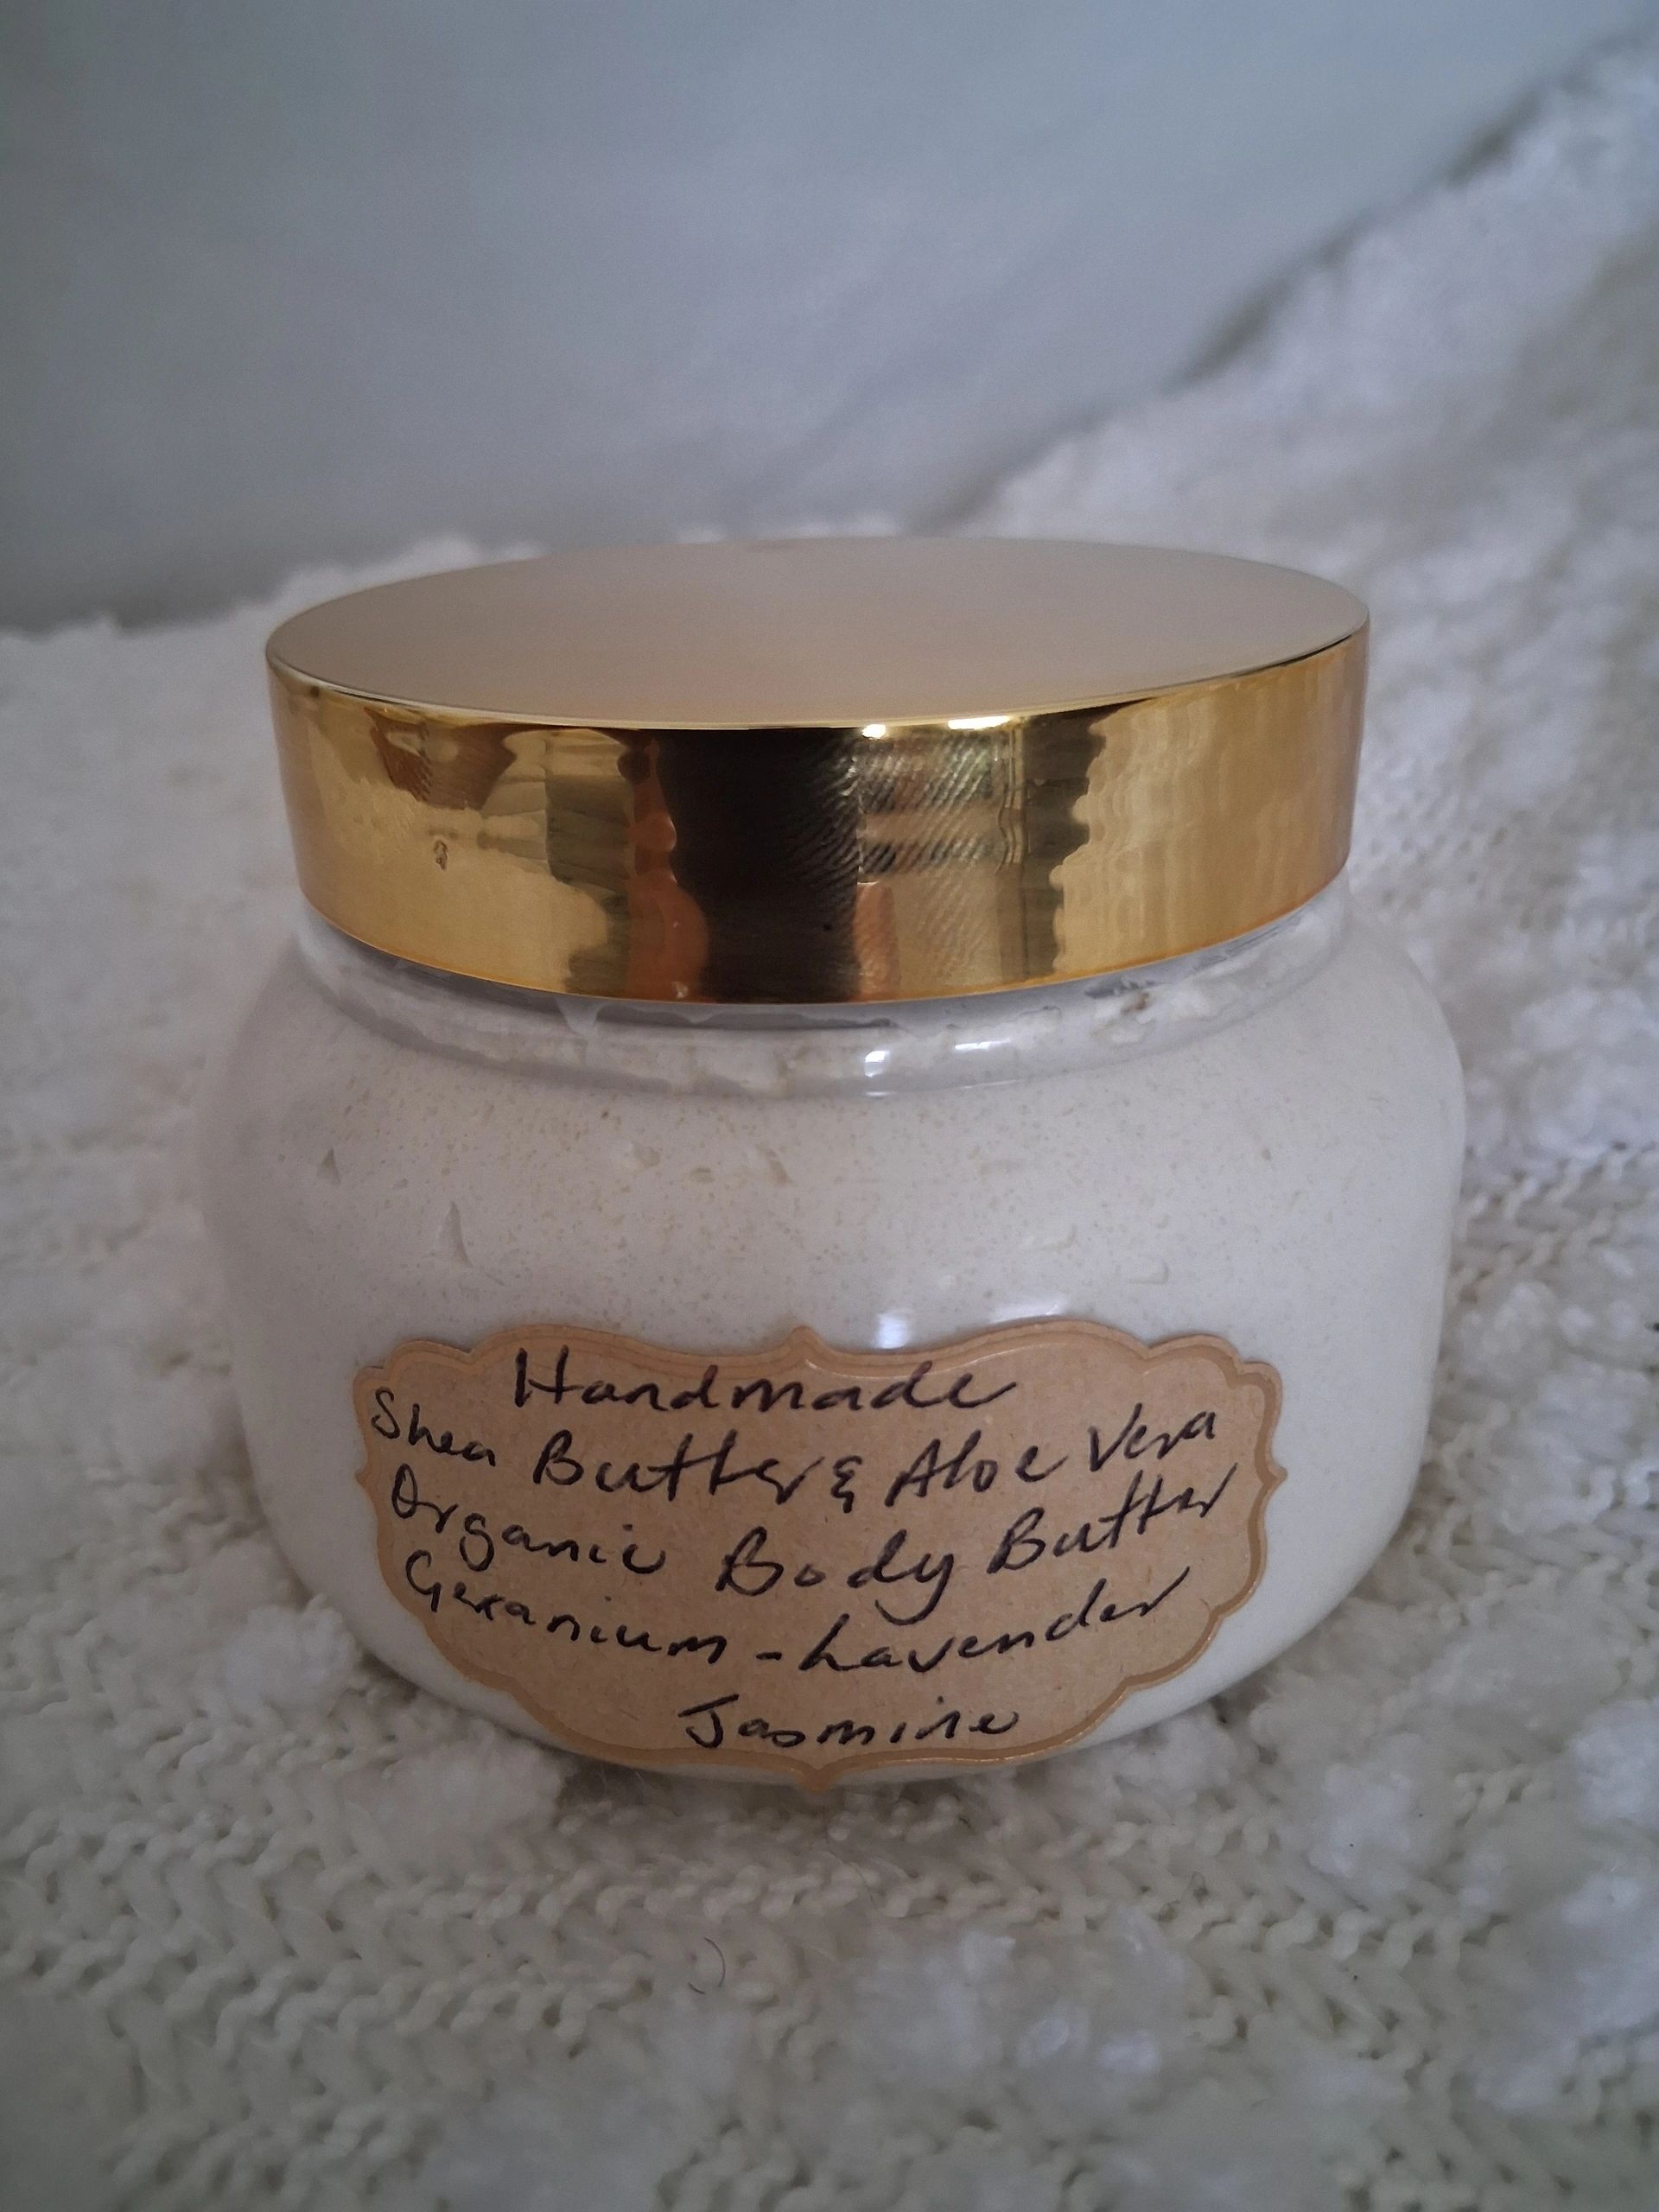 Handmade
Shea Butter & Aloe Vera
Organic Body Butter
Geranium - Lavender
Jasmine